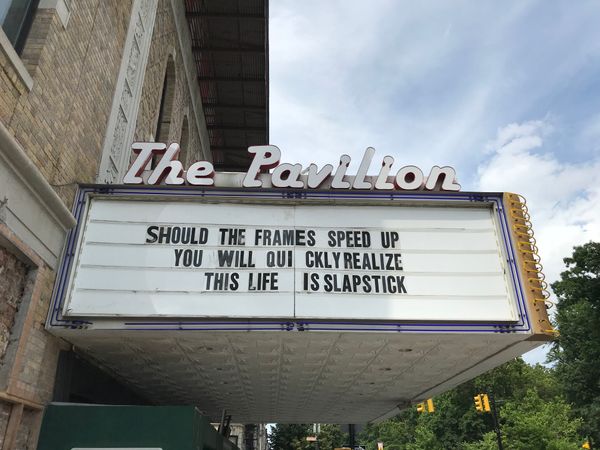 The Pavilion
SHOULD THE FRAMES SPEED UP
YOU WILL QUI CKLY REALIZE
THIS LIFE IS SLAPSTICK